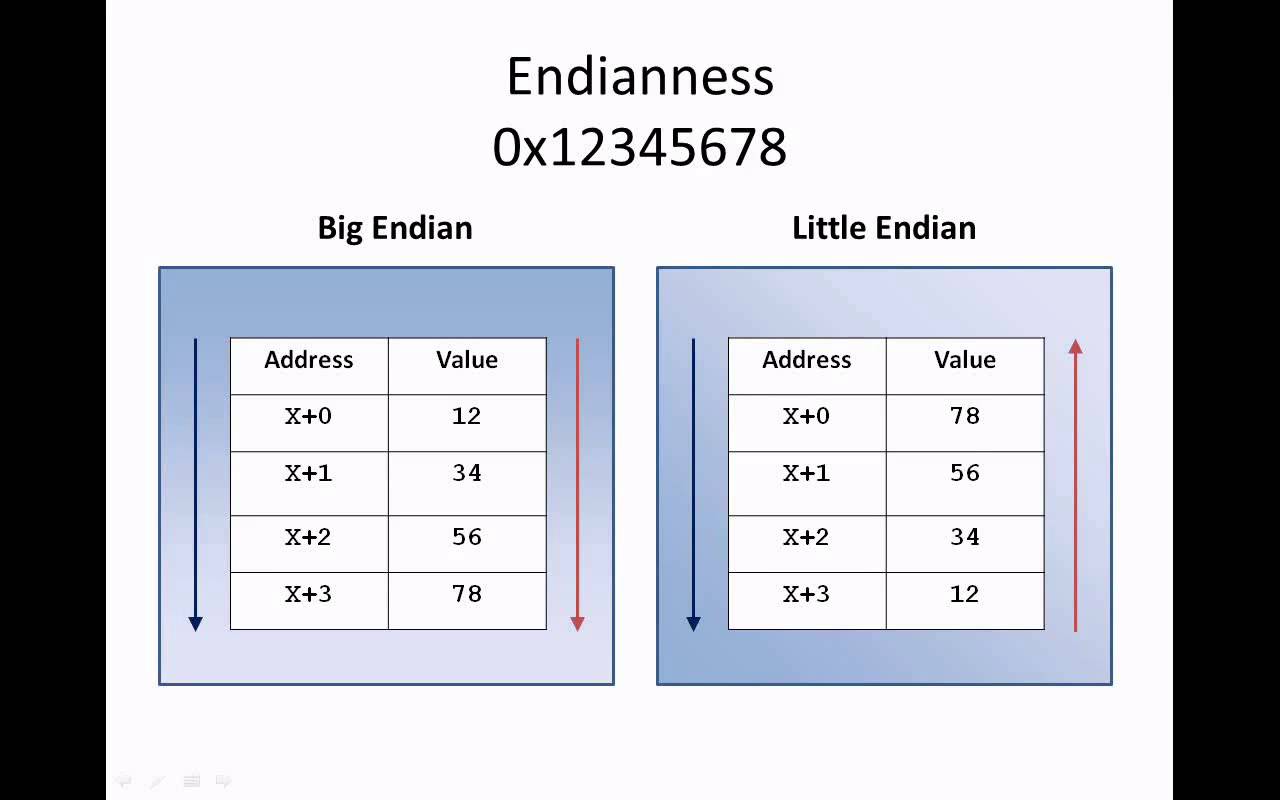 Endianness
0x12345678
Big Endian
Address Value
X+0 12
X+1 34
X+2 56
X+3 78
Little Endian
Address Value
X+0 78
X+1 56
X+2 34
X+3 12